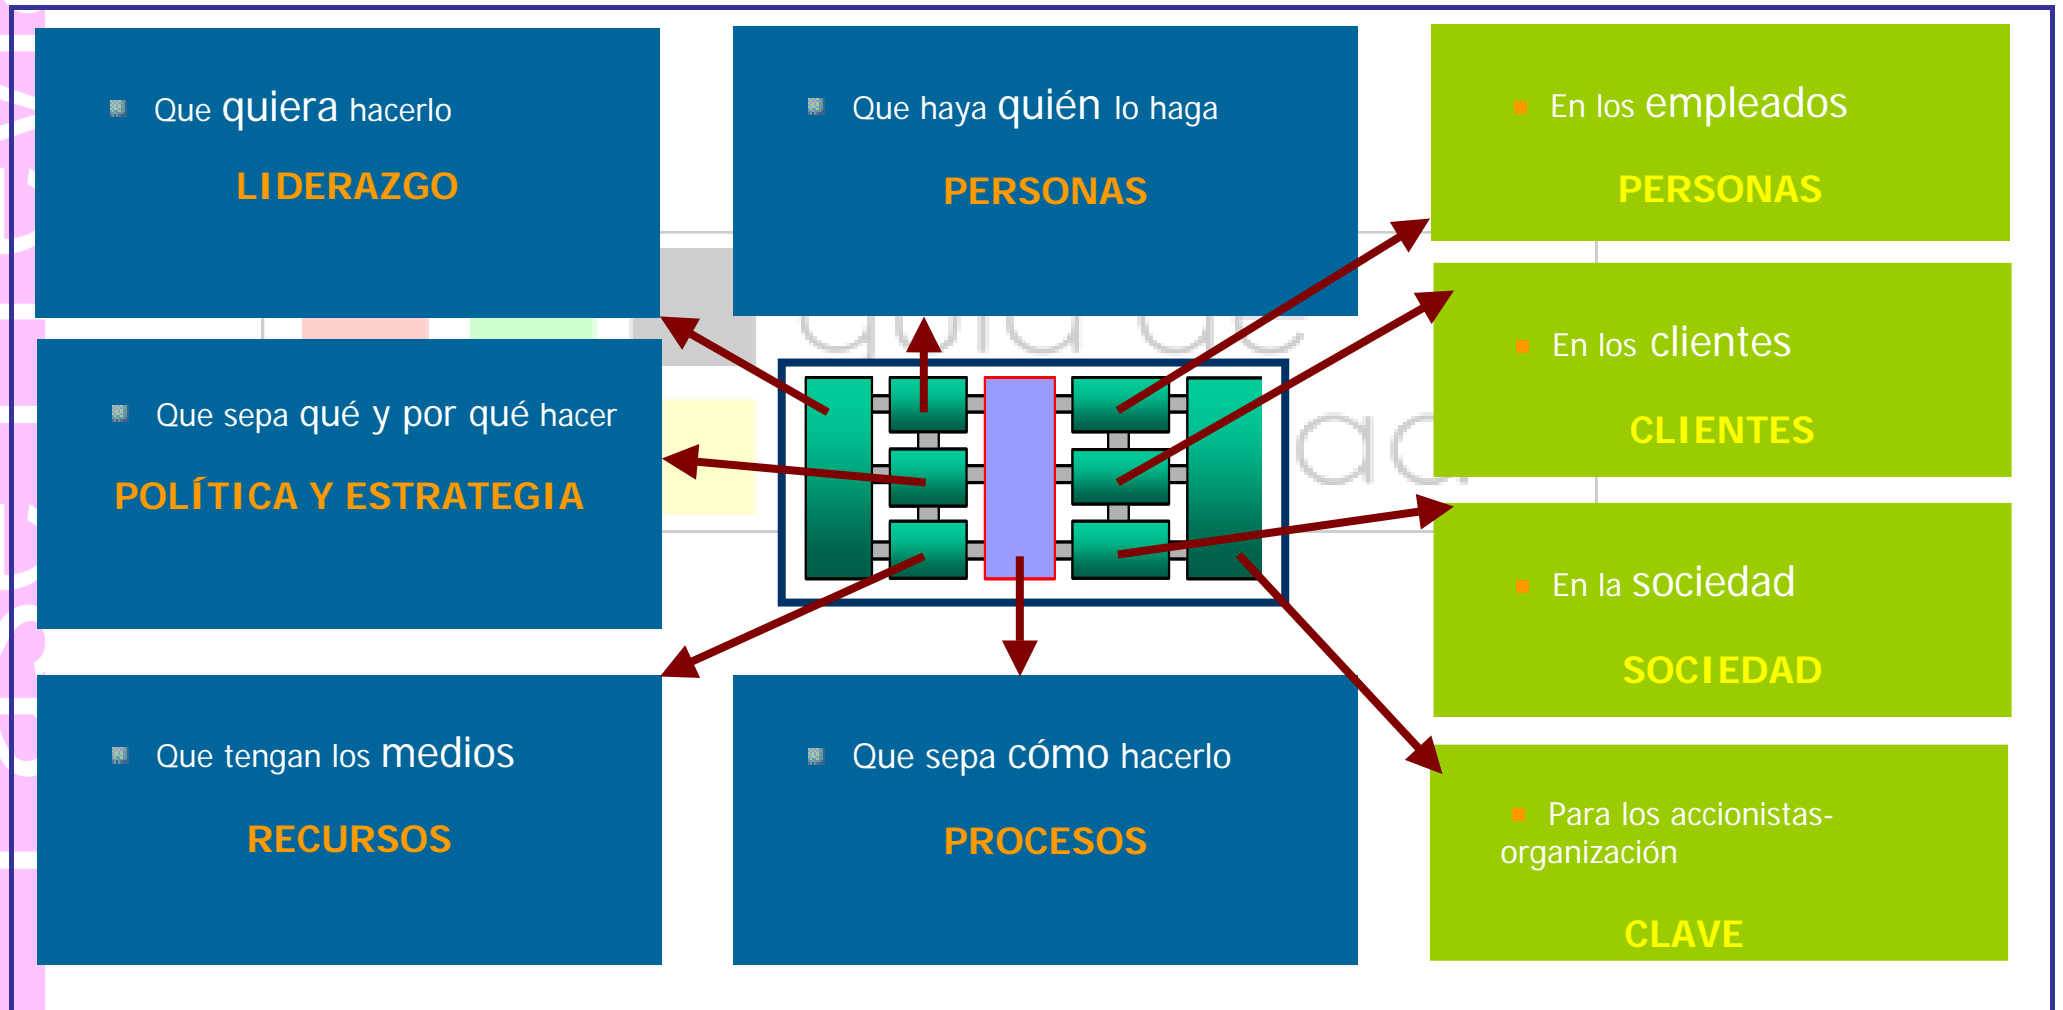 Que quiera hacerlo
LIDERAZGO
Que haya quién lo haga
PERSONAS
En los empleados
PERSONAS
Que sepa qué y por qué hacer
POLÍTICA Y ESTRATEGIA
En los clientes
CLIENTES
En la sociedad
SOCIEDAD
Que tengan los medios
RECURSOS
Que sepa cómo hacerlo
PROCESOS
Para los accionistas-
organización
CLAVE